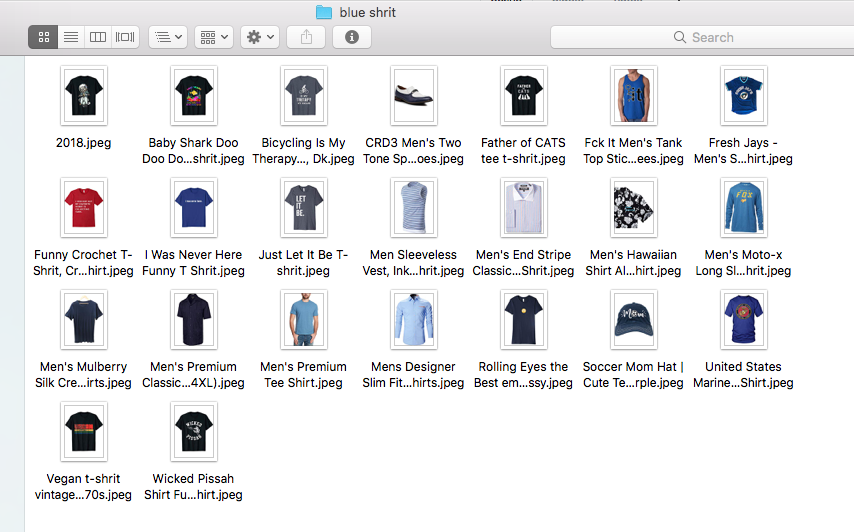 blue shrit
Search
2018.jpeg
Baby Shark Doo
Doo Do...shrit.jpeg
Bicycling Is My
Therapy..., Dk.jpeg
CRD3 Men's Two
Tone Sp...oes.jpeg
Father of CATS
tee t-shrit.jpeg
Fck It Men's Tank
Top Stic...ees.jpeg
Fresh Jays -
Men's S...hirt.jpeg
Funny Crochet T-
Shrit, Cr...hirt.jpeg
I Was Never Here
Funny T Shrit.jpeg
LET
IT
BE.
Just Let It Be T-
shrit.jpeg
Men Sleeveless
Vest, Ink...hrit.jpeg
Men's End Stripe
Classic...Shrit.jpeg
Men's Hawaiian
Shirt Al...hirt.jpeg
FOX
Men's Moto-x
Long Sl...hirt.jpeg
Men's Mulberry
Silk Cre...irts.jpeg
Men's Premium
Classic...4XL).jpeg
Men's Premium
Tee Shirt.jpeg
Mens Designer
Slim Fit...hirts.jpeg
Rolling Eyes the
Best em...ssy.jpeg
Mom
Soccer Mom Hat |
Cute Te...rple.jpeg
United States
Marine...Shirt.jpeg
Vegan t-shrit
vintage...70s.jpeg
WICKED
PISSAH
Wicked Pissah
Shirt Fu...hirt.jpeg